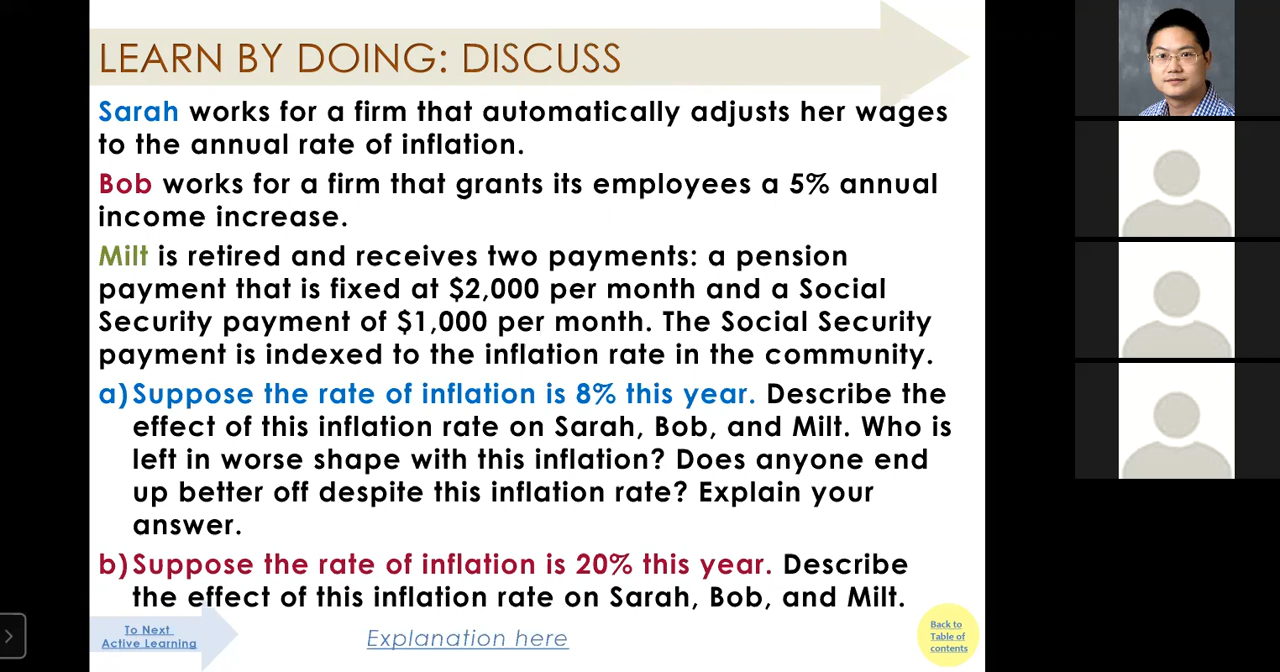 LEARN BY DOING: DISCUSS
Sarah works for a firm that automatically adjusts her wages
to the annual rate of inflation.
Bob works for a firm that grants its employees a 5% annual
income increase.
Milt is retired and receives two payments: a pension
payment that is fixed at $2,000 per month and a Social
Security payment of $1,000 per month. The Social Security
payment is indexed to the inflation rate in the community.
a) Suppose the rate of inflation is 8% this year. Describe the
effect of this inflation rate on Sarah, Bob, and Milt. Who is
left in worse shape with this inflation? Does anyone end
up better off despite this inflation rate? Explain your
answer.
b) Suppose the rate of inflation is 20% this year. Describe
the effect of this inflation rate on Sarah, Bob, and Milt.
To Next
Active Learning
Explanation here
Back to
Table of
contents